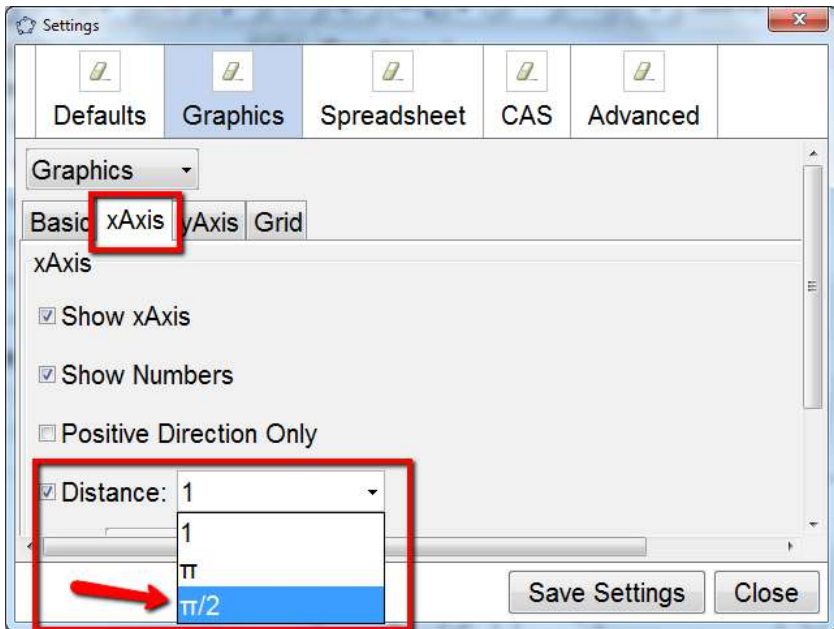 Settings
Defaults Graphics Spreadsheet CAS Advanced
Graphics
Basic xAxis yAxis Grid
xAxis
Show xAxis
Show Numbers
Positive Direction Only
Distance: 1
1
π
π/2
Save Settings Close